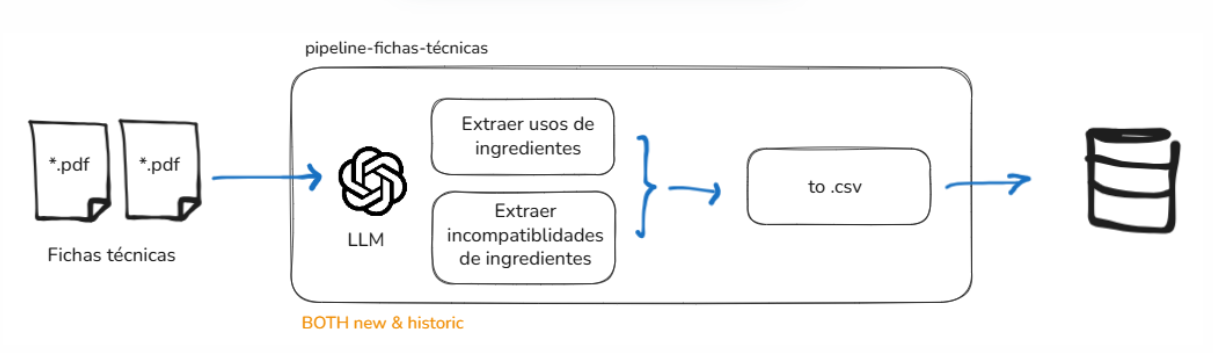 pipeline-fichas-técnicas
*.pdf
*.pdf
Fichas técnicas
LLM
Extraer usos de
ingredientes
Extraer
incompatiblidades
de ingredientes
to .csv
BOTH new & historic